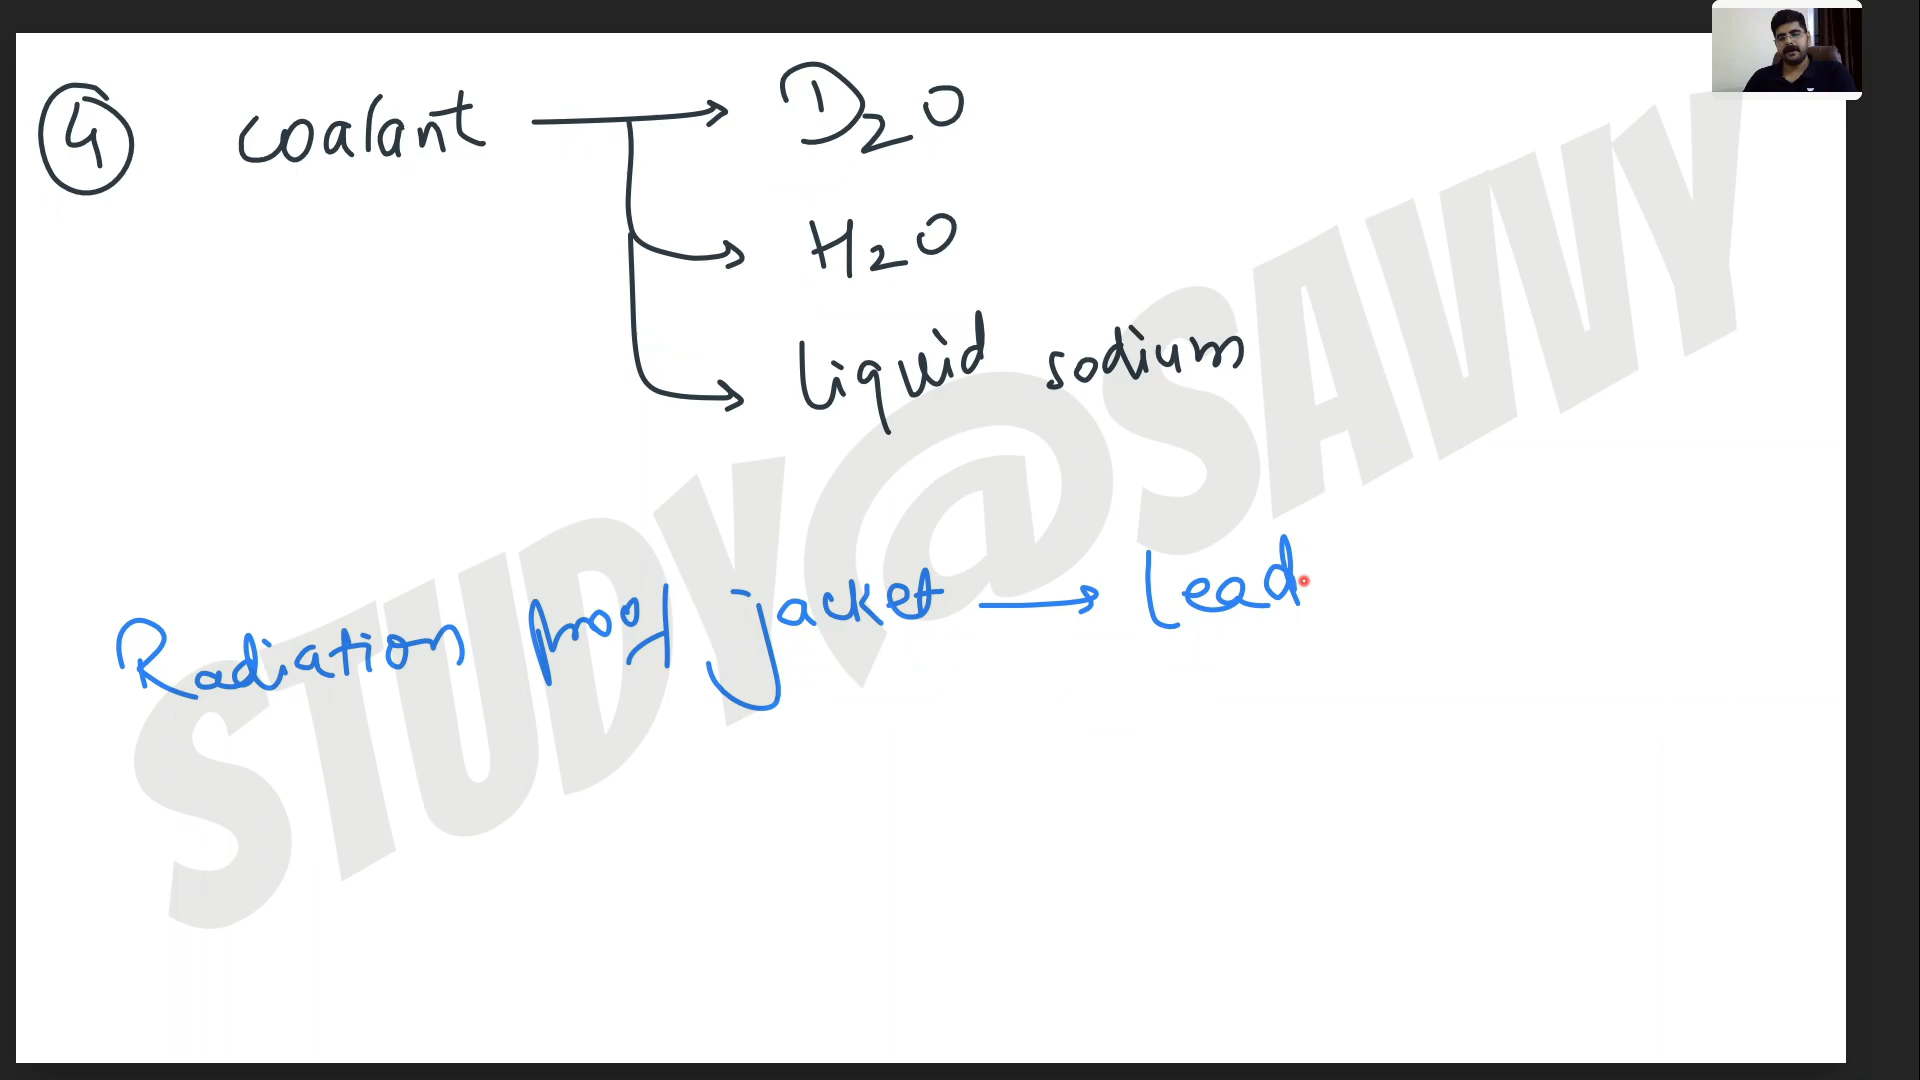 4 coalant → D2O
→ H2O
→ liquid sodium
Radiation proof jacket → lead
STUDY@SAVVY